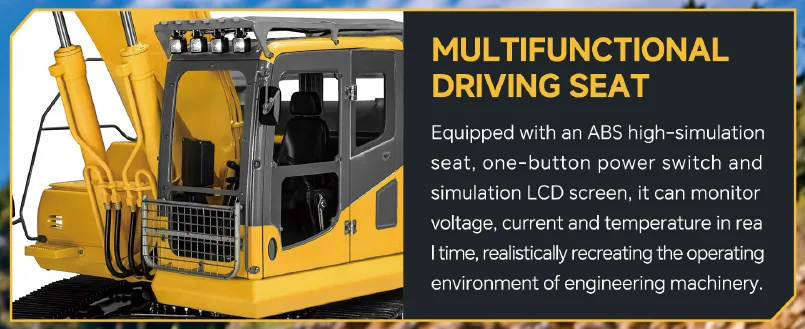 MULTIFUNCTIONAL
DRIVING SEAT
Equipped with an ABS high-simulation
seat, one-button power switch and
simulation LCD screen, it can monitor
voltage, current and temperature in rea
l time, realistically recreating the operating
environment of engineering machinery.